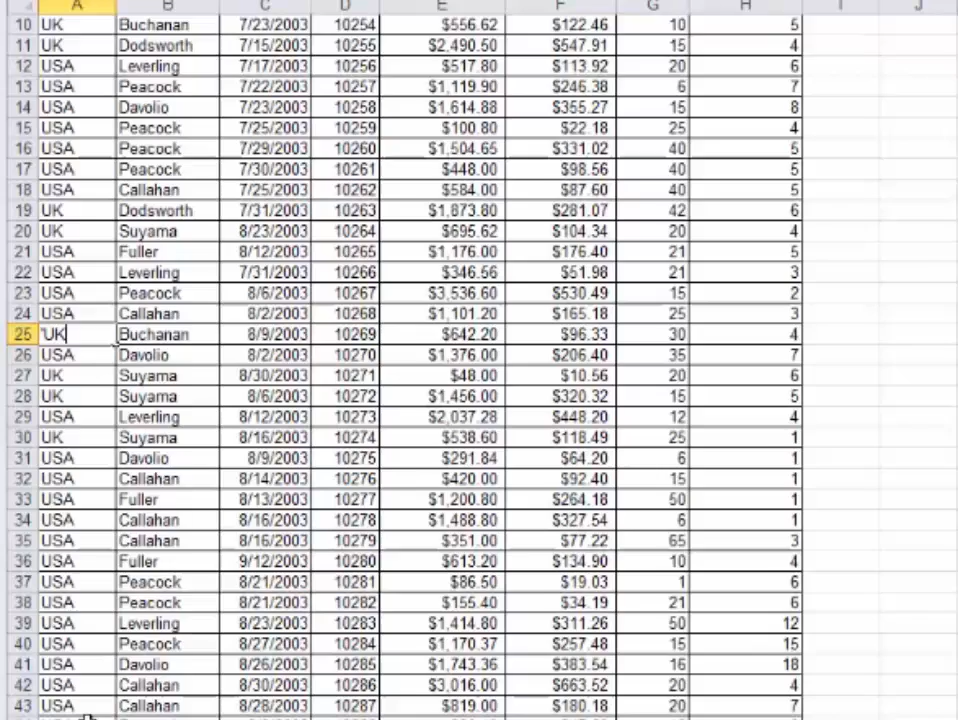 A B C D E F G H I J
10 UK Buchanan 7/23/2003 10254 $556.62 $122.46 10 5
11 UK Dodsworth 7/15/2003 10255 $2,490.50 $547.91 15 4
12 USA Leverling 7/17/2003 10256 $517.80 $113.92 20 6
13 USA Peacock 7/22/2003 10257 $1,119.90 $246.38 6 7
14 USA Davolio 7/23/2003 10258 $1,614.88 $355.27 15 8
15 USA Peacock 7/25/2003 10259 $100.80 $22.18 25 4
16 USA Peacock 7/29/2003 10260 $1,504.65 $331.02 40 5
17 USA Peacock 7/30/2003 10261 $448.00 $98.56 40 5
18 USA Callahan 7/25/2003 10262 $584.00 $87.60 40 5
19 UK Dodsworth 7/31/2003 10263 $1,873.80 $281.07 42 6
20 UK Suyama 8/23/2003 10264 $695.62 $104.34 20 4
21 USA Fuller 8/12/2003 10265 $1,176.00 $176.40 21 5
22 USA Leverling 7/31/2003 10266 $346.56 $51.98 21 3
23 USA Peacock 8/6/2003 10267 $3,536.60 $530.49 15 2
24 USA Callahan 8/2/2003 10268 $1,101.20 $165.18 25 3
25 'UK Buchanan 8/9/2003 10269 $642.20 $96.33 30 4
26 USA Davolio 8/2/2003 10270 $1,376.00 $206.40 35 7
27 UK Suyama 8/30/2003 10271 $48.00 $10.56 20 6
28 UK Suyama 8/6/2003 10272 $1,456.00 $320.32 15 5
29 USA Leverling 8/12/2003 10273 $2,037.28 $448.20 12 4
30 UK Suyama 8/16/2003 10274 $538.60 $118.49 25 1
31 USA Davolio 8/9/2003 10275 $291.84 $64.20 6 1
32 USA Callahan 8/14/2003 10276 $420.00 $92.40 15 1
33 USA Fuller 8/13/2003 10277 $1,200.80 $264.18 50 1
34 USA Callahan 8/16/2003 10278 $1,488.80 $327.54 6 1
35 USA Callahan 8/16/2003 10279 $351.00 $77.22 65 3
36 USA Fuller 9/12/2003 10280 $613.20 $134.90 10 4
37 USA Peacock 8/21/2003 10281 $86.50 $19.03 1 6
38 USA Peacock 8/21/2003 10282 $155.40 $34.19 21 6
39 USA Leverling 8/23/2003 10283 $1,414.80 $311.26 50 12
40 USA Peacock 8/27/2003 10284 $1,170.37 $257.48 15 15
41 USA Davolio 8/26/2003 10285 $1,743.36 $383.54 16 18
42 USA Callahan 8/30/2003 10286 $3,016.00 $663.52 20 4
43 USA Callahan 8/28/2003 10287 $819.00 $180.18 20 7